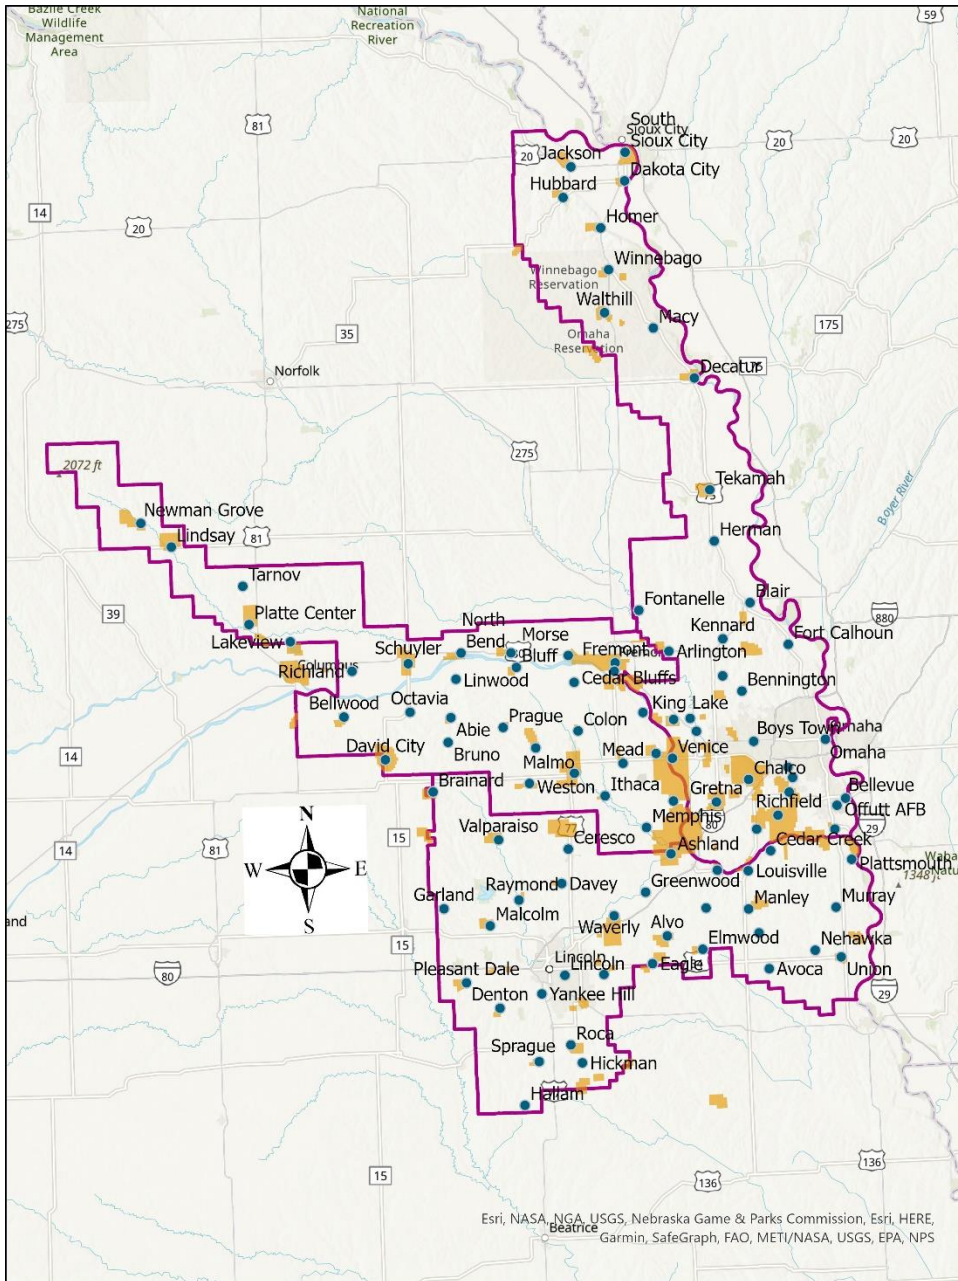 Bazile Creek
Wildlife
Management
Area
National
Recreation
River
59
81
South
Sioux City
Sioux City
20
20
20
Jackson
Dakota City
Hubbard
14
20
Homer
Winnebago
Winnebago
Reservation
Walthill
Macy
275
35
175
Omaha
Reservation
Norfolk
Decatur
2072 ft
275
Tekamah
Boyer River
Newman Grove
Lindsay
81
Herman
Tarnov
Blair
39
Platte Center
Fontanelle
880
North
Kennard
Fort Calhoun
Lakeview
Schuyler
Bend
Morse
Bluff
Fremont
Arlington
Columbus
Richland
Linwood
Cedar Bluffs
Bennington
Bellwood
Octavia
King Lake
Abie
Prague
Colon
Boys Town
Omaha
14
David City
Bruno
Mead
Venice
Omaha
Malmo
Chalco
Brainard
Weston
Ithaca
Gretna
Bellevue
Richfield
Offutt AFB
N
Memphis
80
29
15
Valparaiso
77
Ceresco
Cedar Creek
14
81
W
E
Ashland
Plattsmouth
Louisville
1348 ft
Raymond
Davey
Greenwood
S
Garland
Manley
Murray
Malcolm
Waverly
Alvo
15
Elmwood
Nehawka
80
Lincoln
Pleasant Dale
Lincoln
Eagle
Avoca
Union
Denton
Yankee Hill
29
Roca
Sprague
Hickman
Hallam
15
136
136
Esri, NASA, NGA, USGS, Nebraska Game & Parks Commission, Esri, HERE,
Garmin, SafeGraph, FAO, METI/NASA, USGS, EPA, NPS
Beatrice